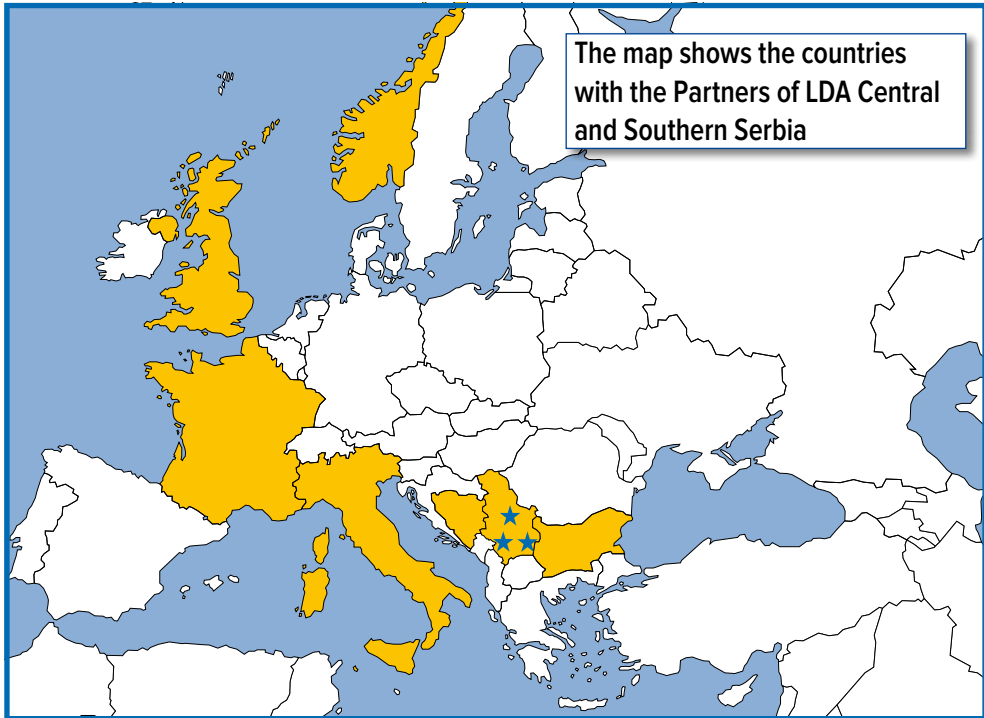 The map shows the countries
with the Partners of LDA Central
and Southern Serbia